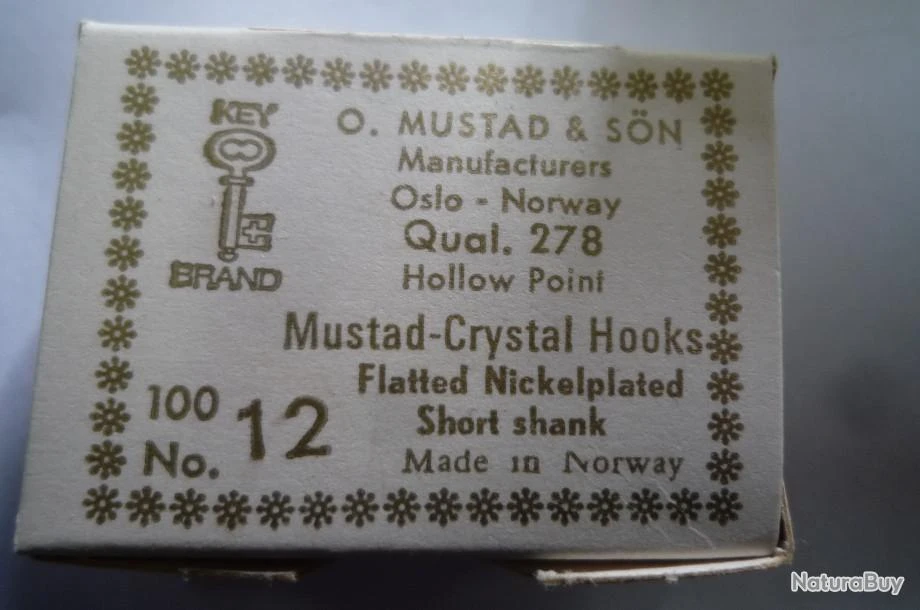 KEY
BRAND
O. MUSTAD & SÖN
Manufacturers
Oslo - Norway
Qual. 278
Hollow Point
Mustad-Crystal Hooks
Flatted Nickelplated
Short shank
Made in Norway
100
No. 12
NaturaBuy